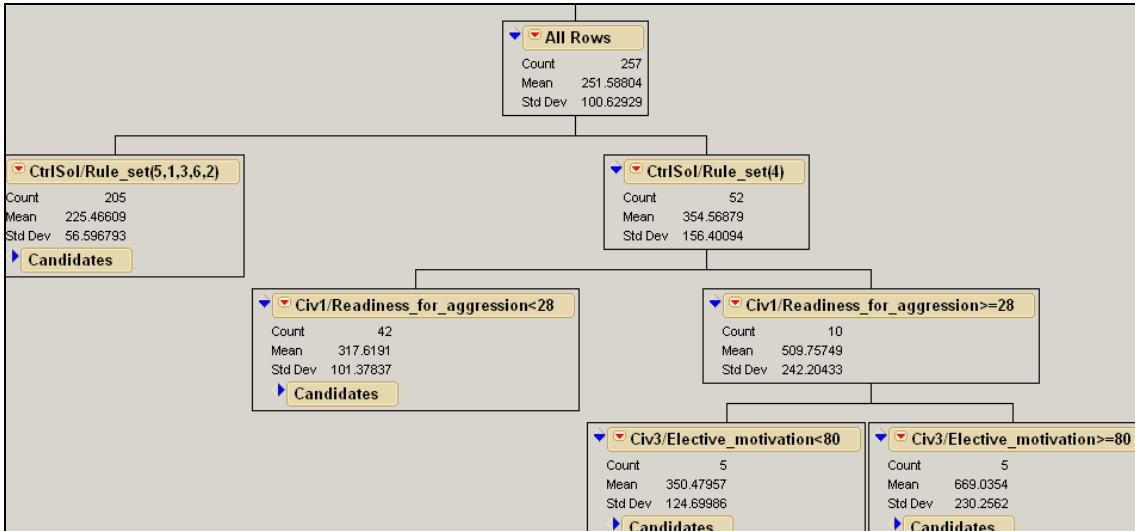 All Rows
Count 257
Mean 251.58804
Std Dev 100.62929
CtrlSol/Rule_set(5,1,3,6,2)
Count 205
Mean 225.46609
Std Dev 56.596793
Candidates
CtrlSol/Rule_set(4)
Count 52
Mean 354.56879
Std Dev 156.40094
Civ1/Readiness_for_aggression<28
Count 42
Mean 317.6191
Std Dev 101.37837
Candidates
Civ1/Readiness_for_aggression>=28
Count 10
Mean 509.75749
Std Dev 242.20433
Civ3/Elective_motivation<80
Count 5
Mean 350.47957
Std Dev 124.69986
Candidates
Civ3/Elective_motivation>=80
Count 5
Mean 669.0354
Std Dev 230.2562
Candidates